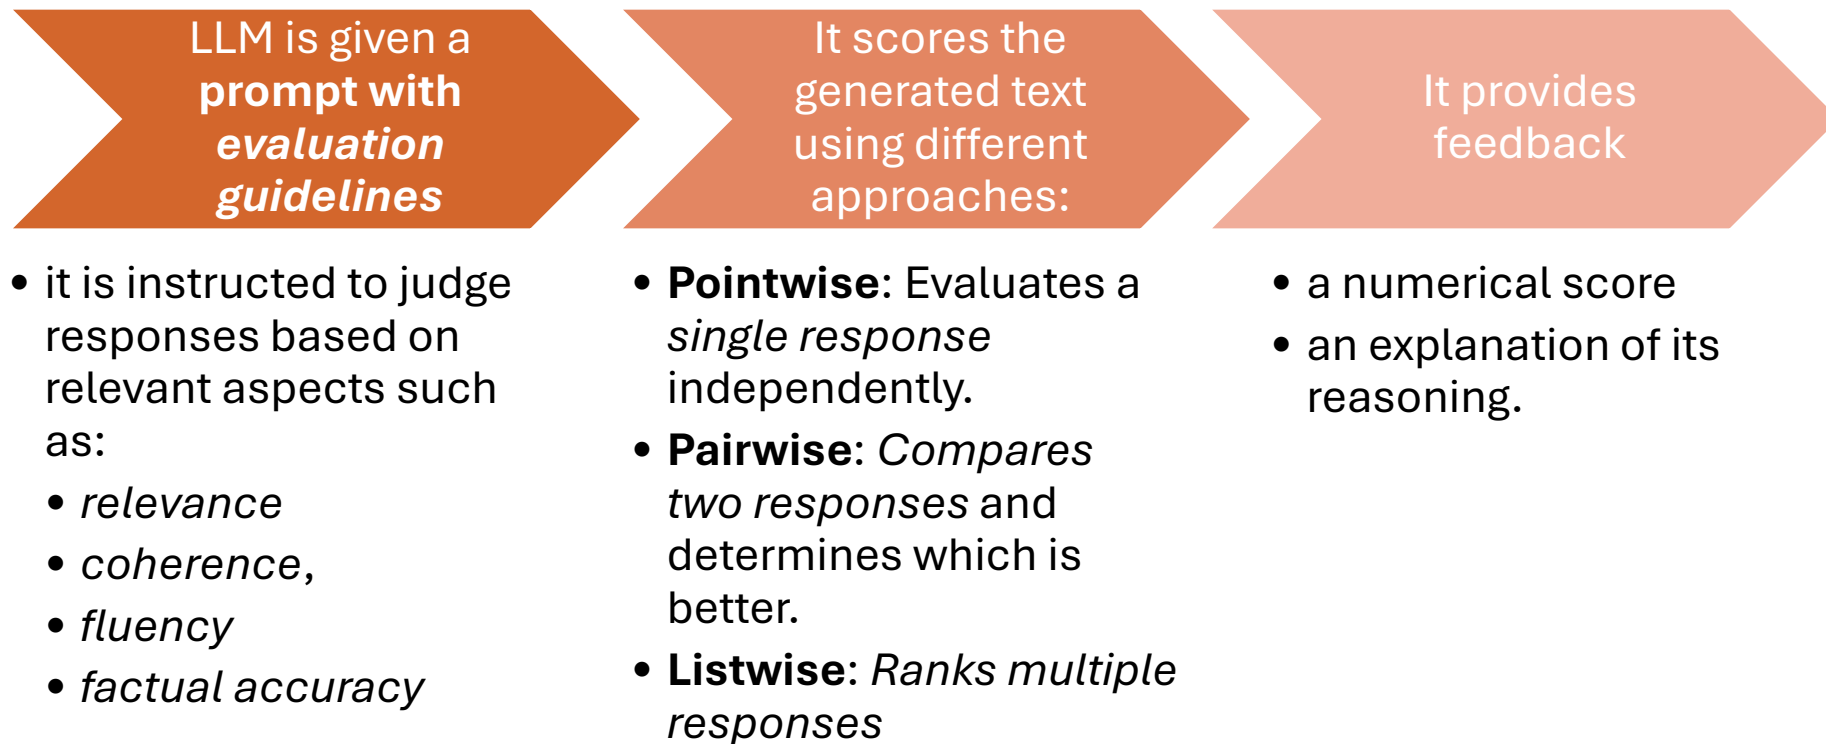 LLM is given a
prompt with
evaluation
guidelines
• it is instructed to judge
responses based on
relevant aspects such
as:
• relevance
• coherence,
• fluency
• factual accuracy
It scores the
generated text
using different
approaches:
• Pointwise: Evaluates a
single response
independently.
• Pairwise: Compares
two responses and
determines which is
better.
• Listwise: Ranks multiple
responses
It provides
feedback
• a numerical score
• an explanation of its
reasoning.